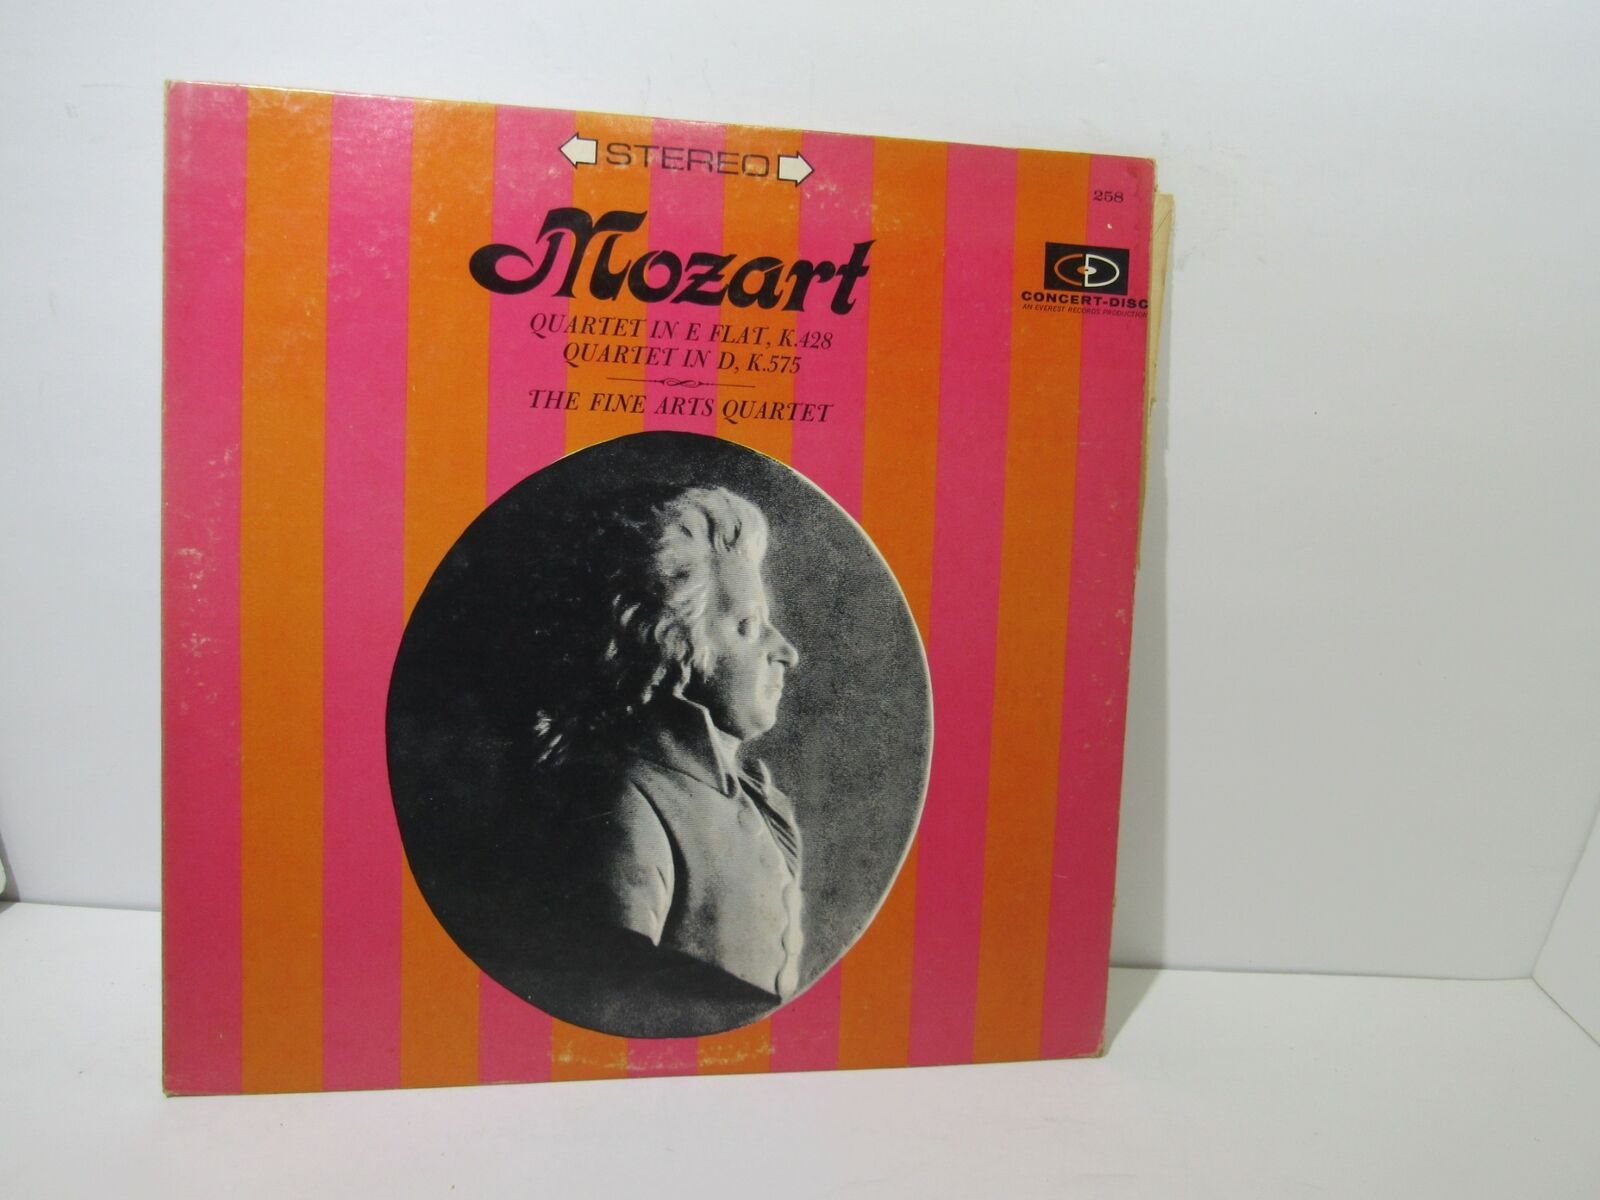 STEREO
258
Mozart
CONCERT-DISC
AN EVEREST RECORDS PRODUCTION
QUARTET IN E FLAT, K.428
QUARTET IN D, K.575
THE FINE ARTS QUARTET